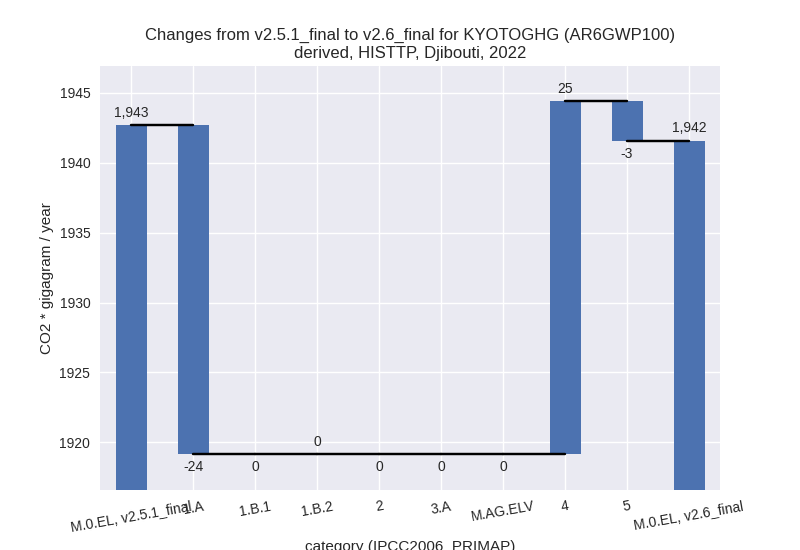 Changes from v2.5.1_final to v2.6_final for KYOTOGHG (AR6GWP100)
derived, HISTTP, Djibouti, 2022
CO2 * gigagram / year
1945
1940
1935
1930
1925
1920
1,943
-24
0
0
0
0
0
25
-3
1,942
M.0.EL, v2.5.1_final
1.A
1.B.1
1.B.2
2
3.A
M.AG.ELV
4
5
M.0.EL, v2.6_final
category (IPCC2006_PRIMAP)